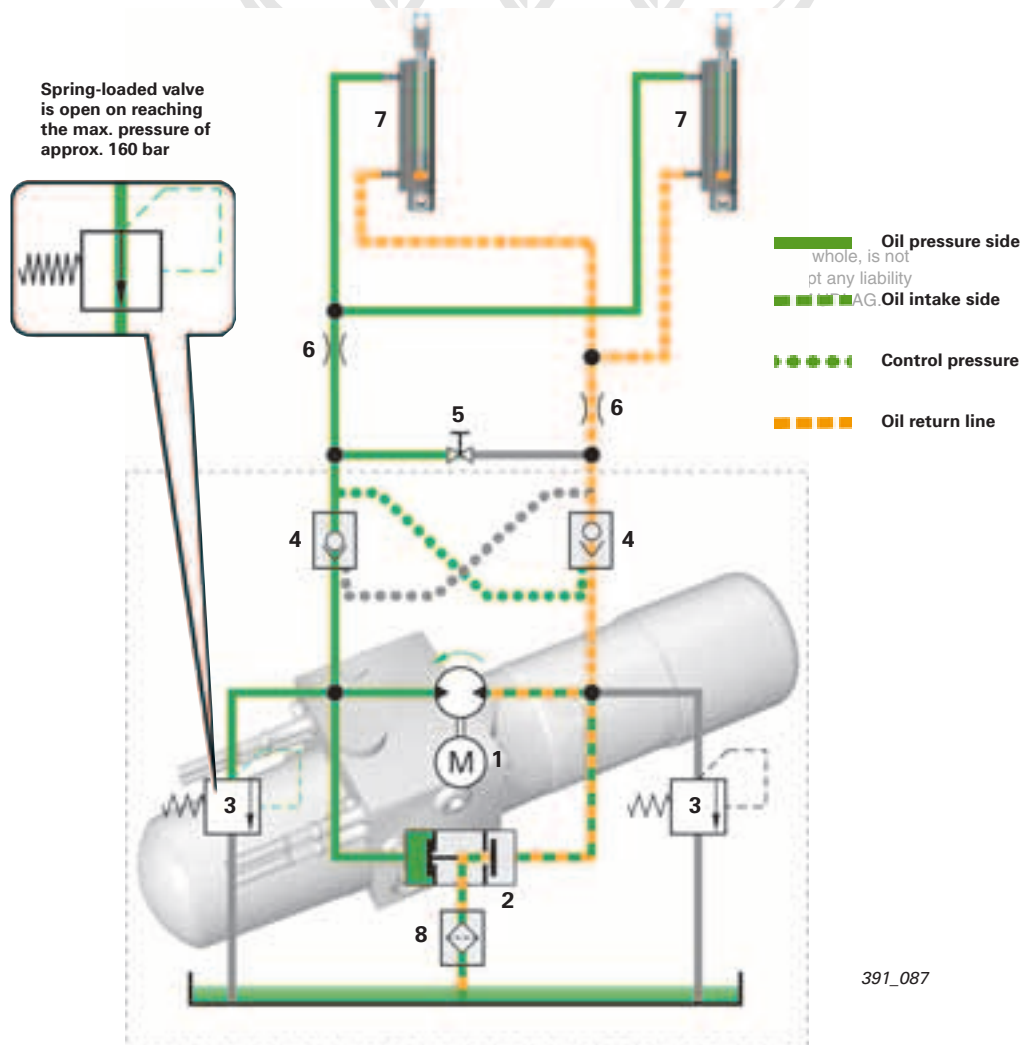 Spring-loaded valve
is open on reaching
the max. pressure of
approx. 160 bar
7
7
Oil pressure side
whole, is not
pt any liability
AG.
Oil intake side
6
Control pressure
6
5
Oil return line
4
4
1
M
3
3
2
8
391_087